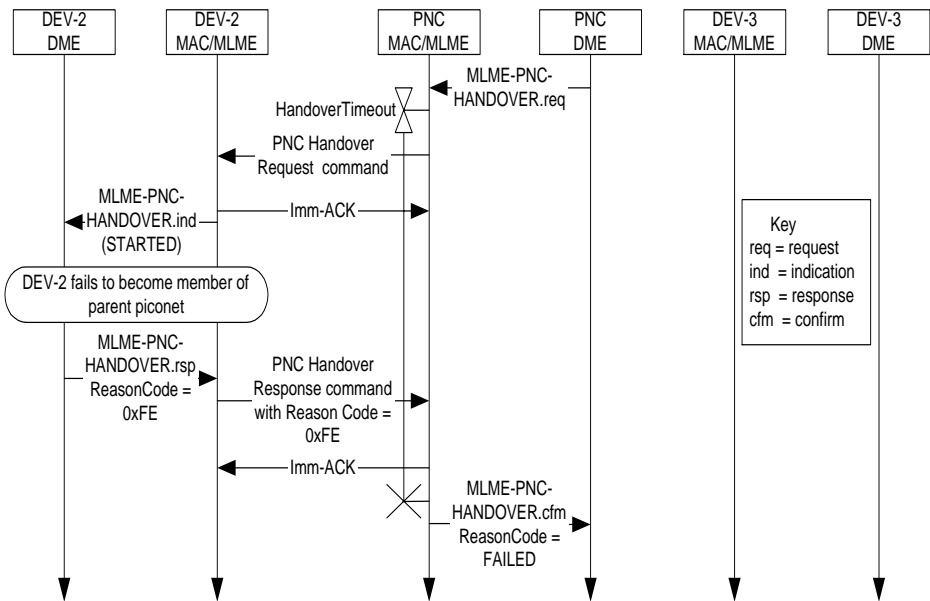 DEV-2
DME
DEV-2
MAC/MLME
PNC
MAC/MLME
PNC
DME
DEV-3
MAC/MLME
DEV-3
DME
MLME-PNC-
HANDOVER.req
HandoverTimeout
PNC Handover
Request command
MLME-PNC-
HANDOVER.ind
(STARTED)
Imm-ACK
Key
req = request
ind = indication
rsp = response
cfm = confirm
DEV-2 fails to become member of
parent piconet
MLME-PNC-
HANDOVER.rsp
ReasonCode =
0xFE
PNC Handover
Response command
with Reason Code =
0xFE
Imm-ACK
MLME-PNC-
HANDOVER.cfm
ReasonCode =
FAILED